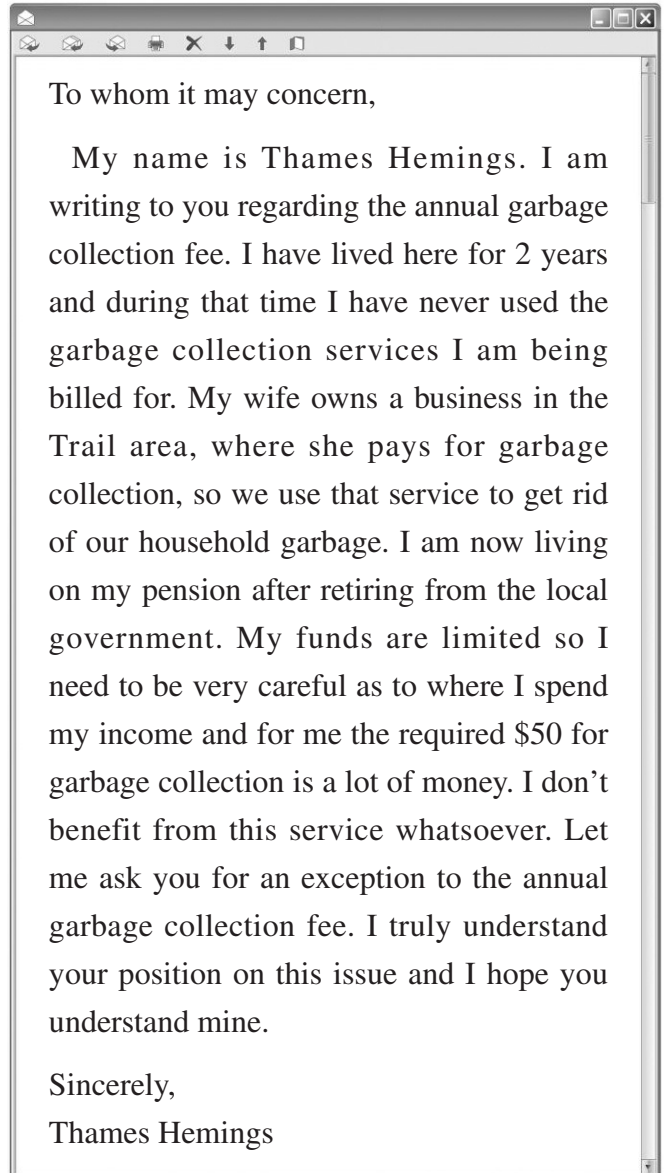 To whom it may concern,
My name is Thames Hemings. I am
writing to you regarding the annual garbage
collection fee. I have lived here for 2 years
and during that time I have never used the
garbage collection services I am being
billed for. My wife owns a business in the
Trail area, where she pays for garbage
collection, so we use that service to get rid
of our household garbage. I am now living
on my pension after retiring from the local
government. My funds are limited so I
need to be very careful as to where I spend
my income and for me the required $50 for
garbage collection is a lot of money. I don’t
benefit from this service whatsoever. Let
me ask you for an exception to the annual
garbage collection fee. I truly understand
your position on this issue and I hope you
understand mine.
Sincerely,
Thames Hemings